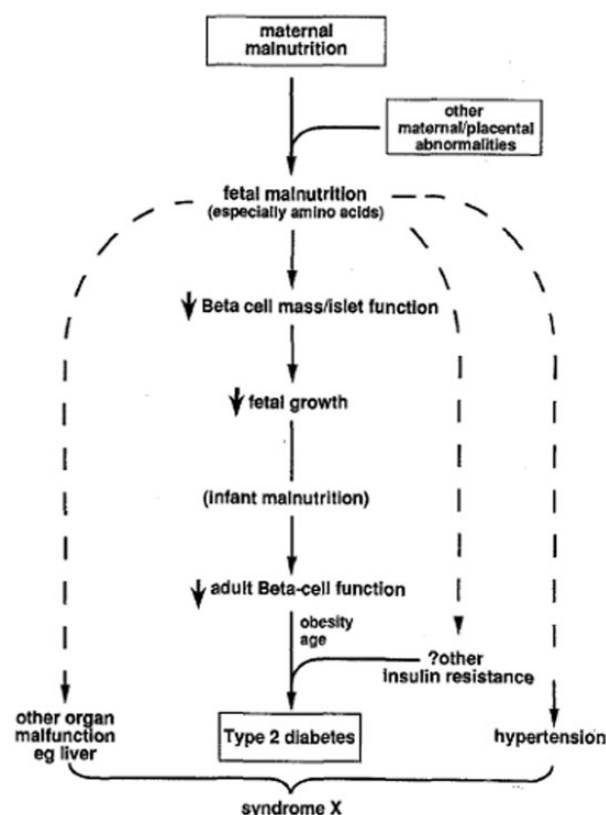 maternal
malnutrition
other
maternal/placental
abnormalities
fetal malnutrition
(especially amino acids)
Beta cell mass/islet function
fetal growth
(infant malnutrition)
adult Beta-cell function
obesity
age
?other
insulin resistance
other organ
malfunction
eg liver
Type 2 diabetes
hypertension
syndrome X